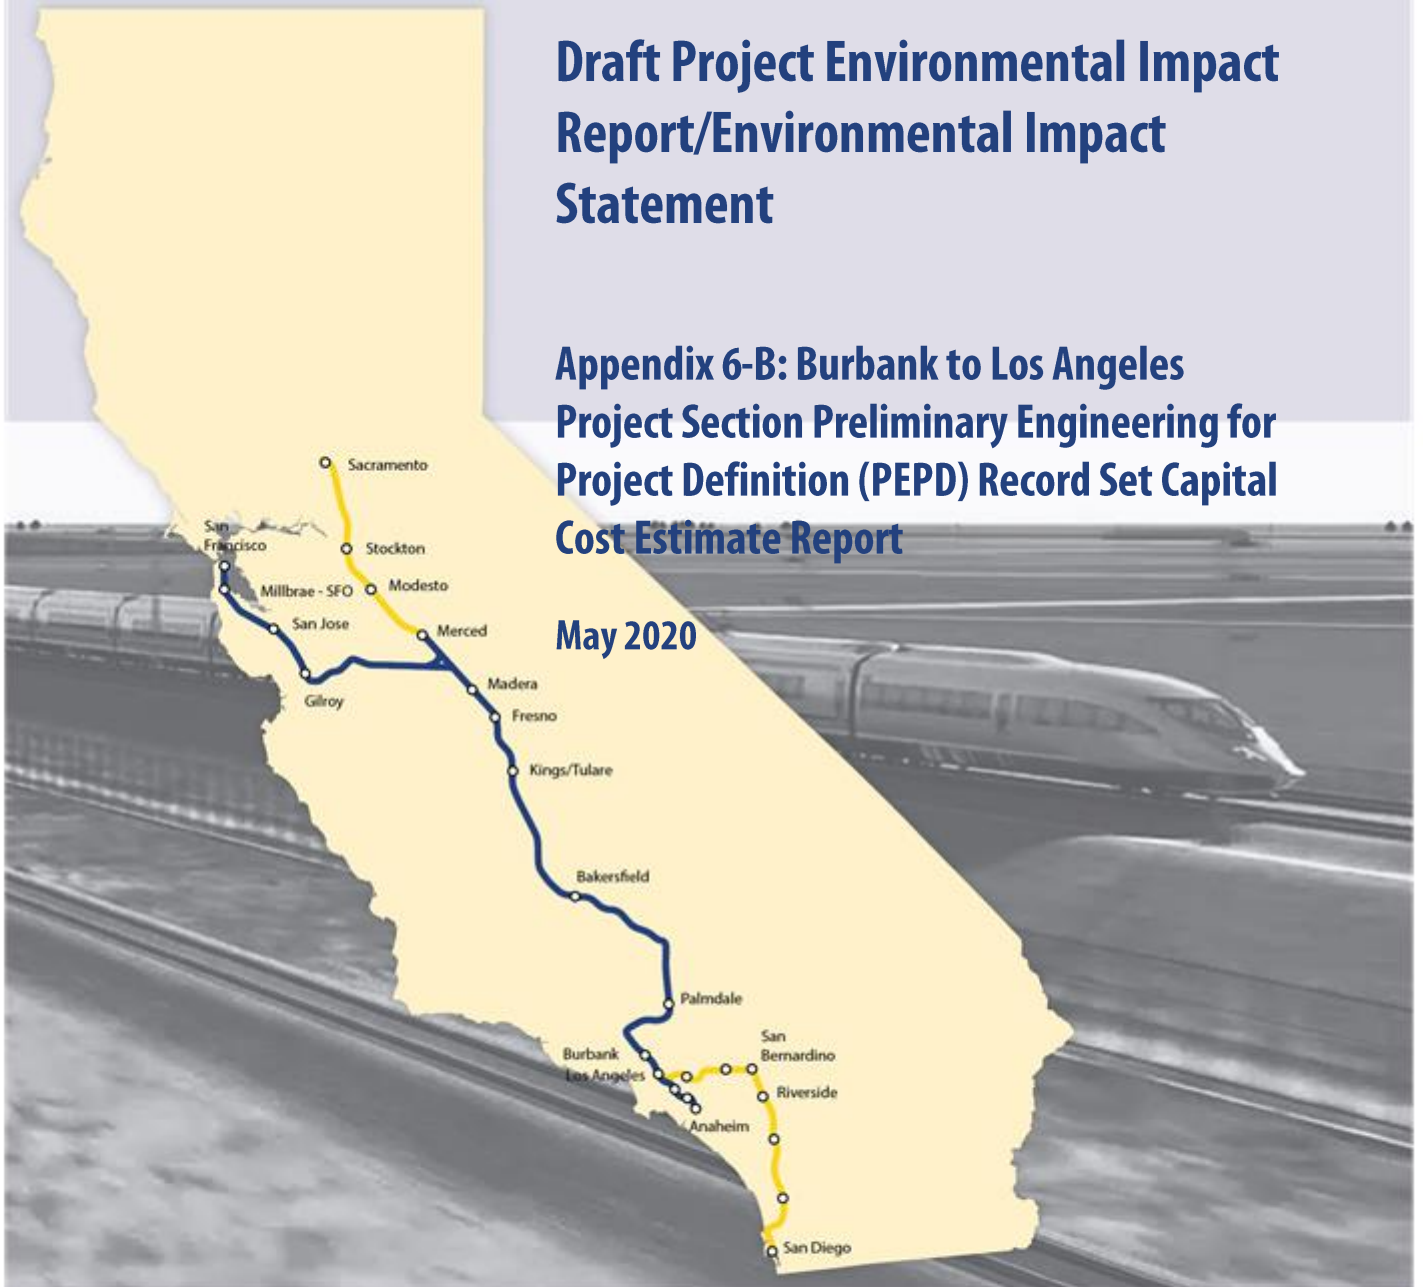 Draft Project Environmental Impact
Report/Environmental Impact
Statement
Appendix 6-B: Burbank to Los Angeles
Project Section Preliminary Engineering for
Project Definition (PEPD) Record Set Capital
Cost Estimate Report
May 2020
Sacramento
San
Francisco
Stockton
Modesto
Millbrae - SFO
San Jose
Merced
Gilroy
Madera
Fresno
Kings/Tulare
Bakersfield
Palmdale
Burbank
Los Angeles
San
Bernardino
Riverside
Anaheim
San Diego